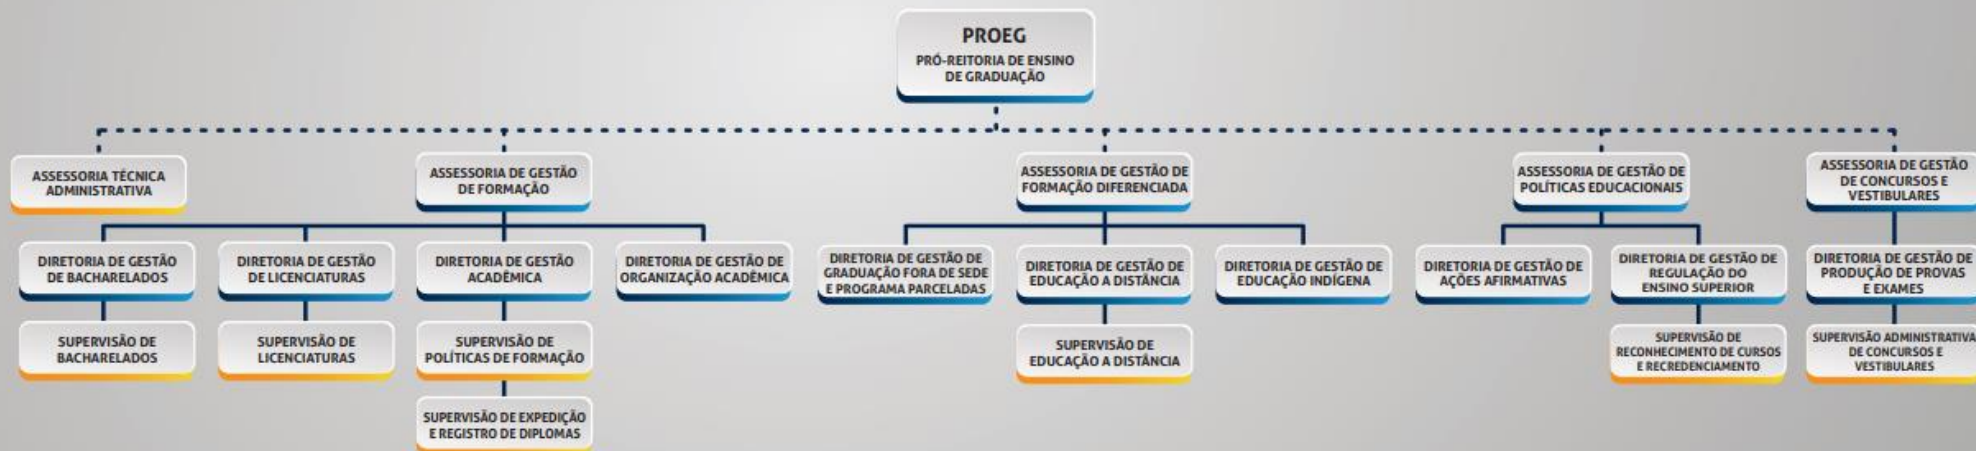 PROEG
PRÓ-REITORIA DE ENSINO
DE GRADUAÇÃO
ASSESSORIA TÉCNICA
ADMINISTRATIVA
ASSESSORIA DE GESTÃO
DE FORMAÇÃO
ASSESSORIA DE GESTÃO DE
FORMAÇÃO DIFERENCIADA
ASSESSORIA DE GESTÃO DE
POLÍTICAS EDUCACIONAIS
ASSESSORIA DE GESTÃO
DE CONCURSOS E
VESTIBULARES
DIRETORIA DE GESTÃO
DE BACHARELADOS
DIRETORIA DE GESTÃO
DE LICENCIATURAS
DIRETORIA DE GESTÃO
ACADÊMICA
DIRETORIA DE GESTÃO DE
ORGANIZAÇÃO ACADÊMICA
DIRETORIA DE GESTÃO DE
GRADUAÇÃO FORA DE SEDE
E PROGRAMA PARCELADAS
DIRETORIA DE GESTÃO DE
EDUCAÇÃO A DISTÂNCIA
DIRETORIA DE GESTÃO DE
EDUCAÇÃO INDÍGENA
DIRETORIA DE GESTÃO DE
AÇÕES AFIRMATIVAS
DIRETORIA DE GESTÃO DE
REGULAÇÃO DO
ENSINO SUPERIOR
DIRETORIA DE GESTÃO DE
PRODUÇÃO DE PROVAS
E EXAMES
SUPERVISÃO DE
BACHARELADOS
SUPERVISÃO DE
LICENCIATURAS
SUPERVISÃO DE
POLÍTICAS DE FORMAÇÃO
SUPERVISÃO DE
EDUCAÇÃO A DISTÂNCIA
SUPERVISÃO DE
RECONHECIMENTO DE CURSOS
E RECREDENCIAMENTO
SUPERVISÃO ADMINISTRATIVA
DE CONCURSOS E
VESTIBULARES
SUPERVISÃO DE EXPEDIÇÃO
E REGISTRO DE DIPLOMAS